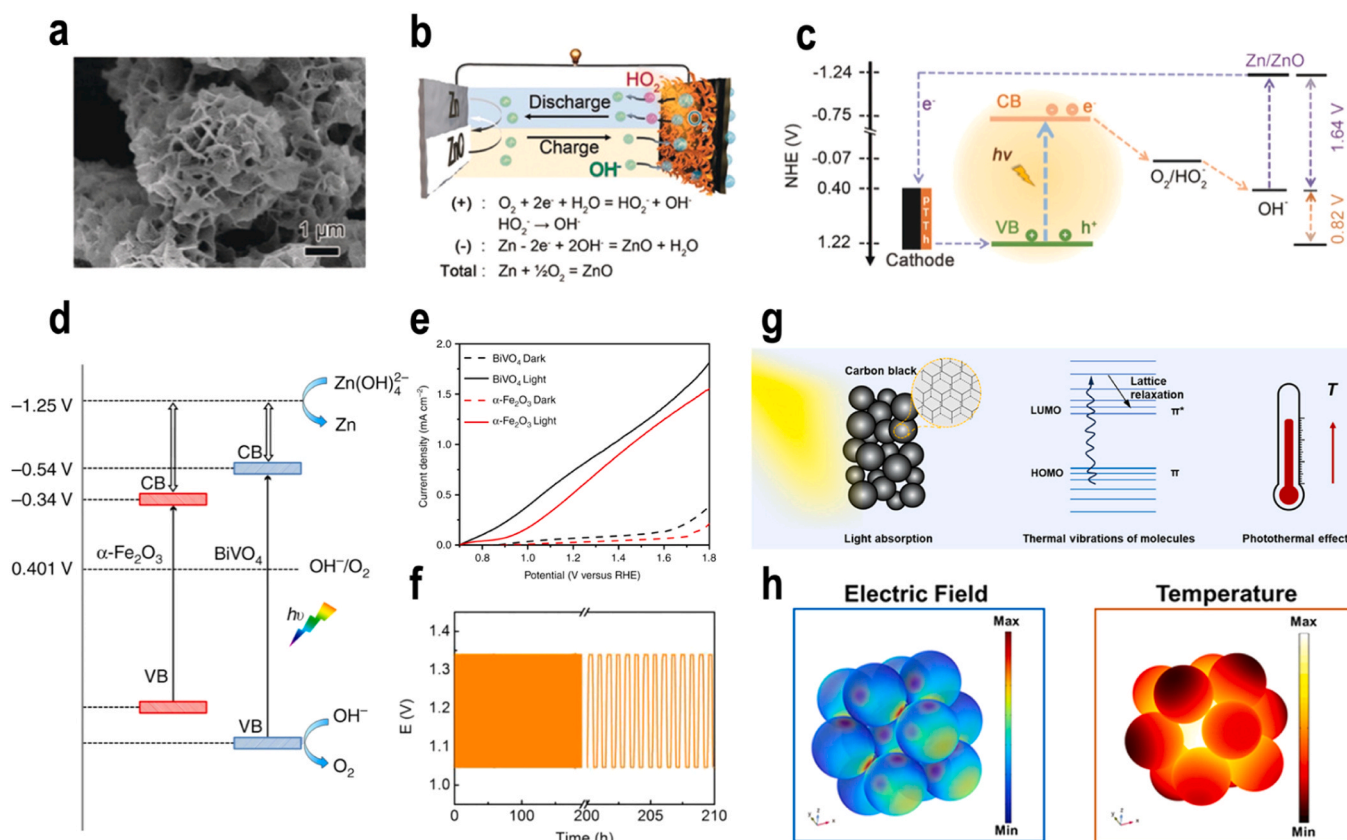 a
1 μm
b
HO₂⁻
Zn
Discharge
O₂
ZnO
Charge
OH⁻
(+) : O₂ + 2e⁻ + H₂O = HO₂⁻ + OH⁻
HO₂⁻ → OH⁻
(-) : Zn - 2e⁻ + 2OH⁻ = ZnO + H₂O
Total : Zn + ½O₂ = ZnO
c
NHE (V)
-1.24
-0.75
-0.07
0.40
1.22
e⁻
pTTh
Cathode
CB
e⁻
hv
VB
h⁺
O₂/HO₂⁻
OH⁻
Zn/ZnO
1.64 V
0.82 V
d
–1.25 V
–0.54 V
–0.34 V
0.401 V
Zn(OH)₄²⁻
Zn
CB
CB
α-Fe₂O₃
BiVO₄
OH⁻/O₂
hυ
VB
VB
OH⁻
O₂
e
Current density (mA cm⁻²)
2.0
1.5
1.0
0.5
0.0
BiVO₄ Dark
BiVO₄ Light
α-Fe₂O₃ Dark
α-Fe₂O₃ Light
0.8 1.0 1.2 1.4 1.6 1.8
Potential (V versus RHE)
f
E (V)
1.4
1.3
1.2
1.1
1.0
0 100 200 205 210
Time (h)
g
Carbon black
Light absorption
Lattice
relaxation
LUMO
π*
HOMO
π
Thermal vibrations of molecules
T
Photothermal effect
h
Electric Field
Max
Min
y z x
Temperature
Max
Min
y z x